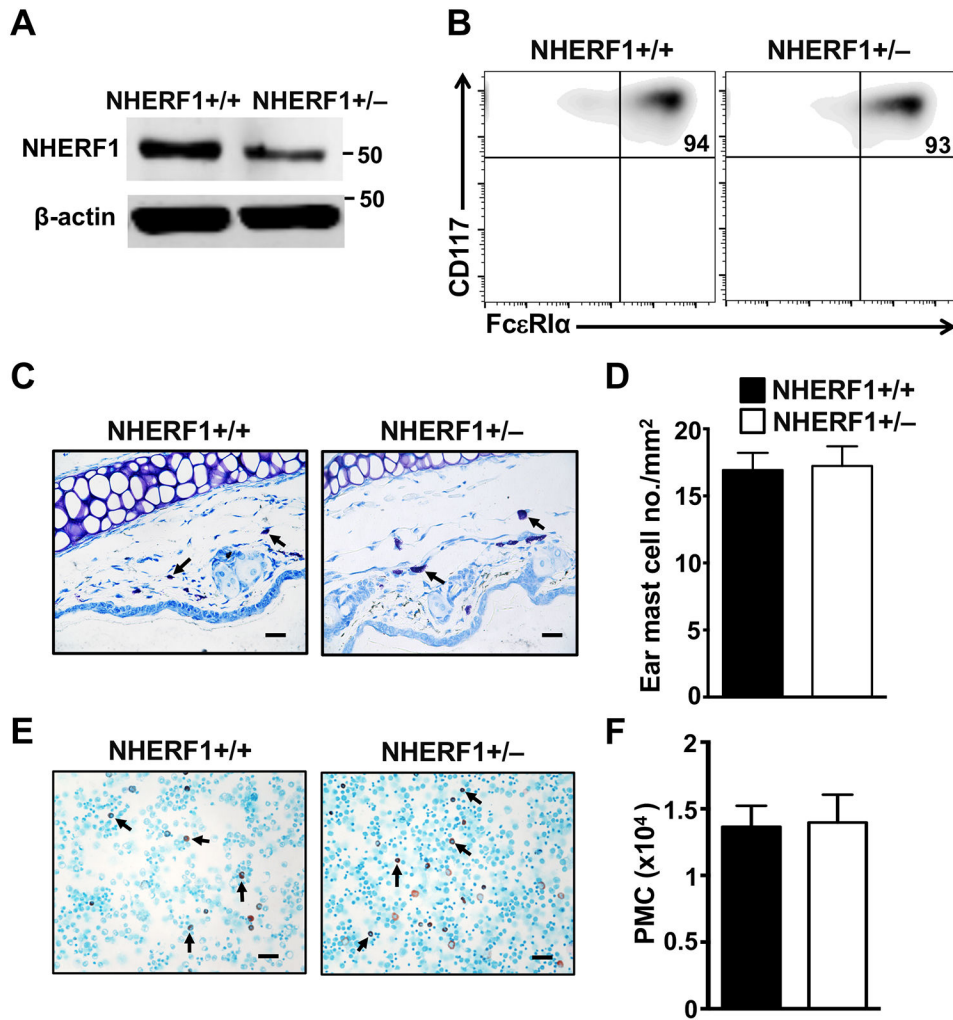 A
NHERF1+/+ NHERF1+/–
NHERF1
50
50
β-actin
B
NHERF1+/+ NHERF1+/–
94
93
CD117
FcεRIα
C
NHERF1+/+ NHERF1+/–
D
NHERF1+/+
NHERF1+/–
Ear mast cell no./mm²
20
15
10
5
0
E
NHERF1+/+ NHERF1+/–
F
PMC (x10⁴)
2
1.5
1
0.5
0